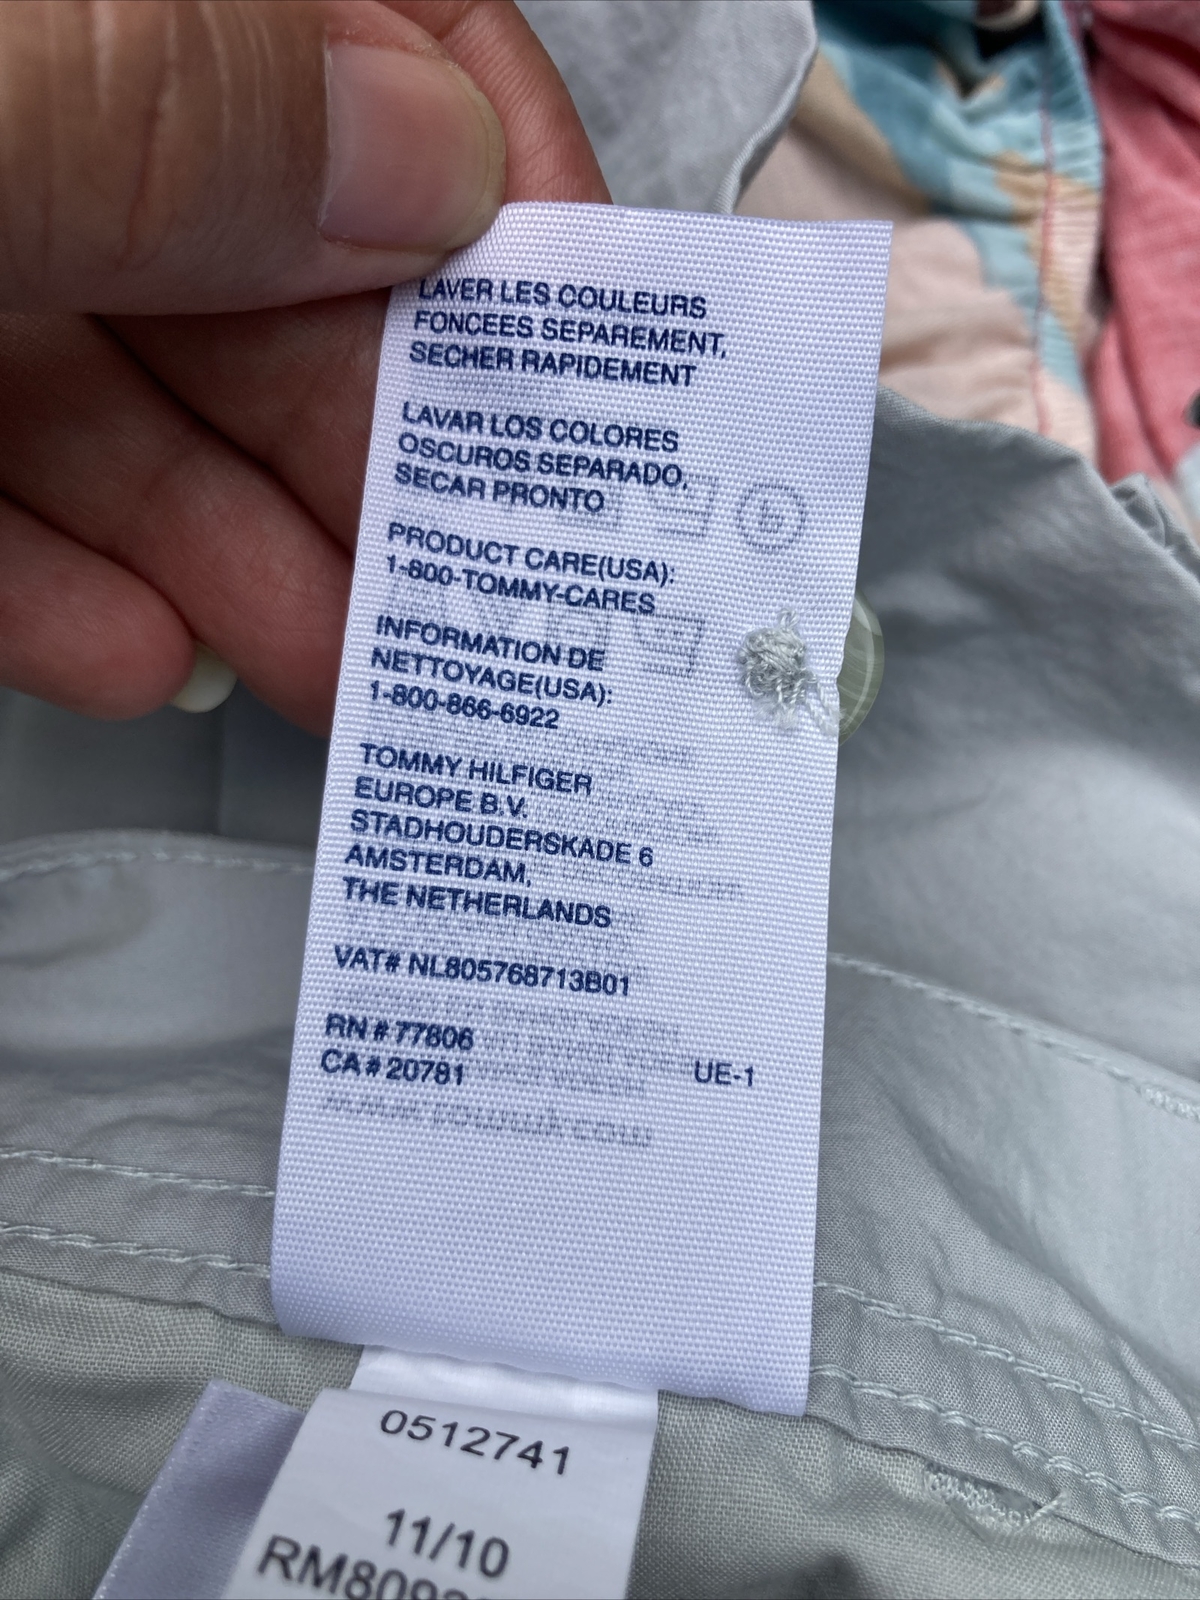 LAVER LES COULEURS
FONCEES SEPAREMENT,
SECHER RAPIDEMENT
LAVAR LOS COLORES
OSCUROS SEPARADO,
SECAR PRONTO
PRODUCT CARE(USA):
1-800-TOMMY-CARES
INFORMATION DE
NETTOYAGE(USA):
1-800-866-6922
TOMMY HILFIGER
EUROPE B.V.
STADHOUDERSKADE 6
AMSTERDAM,
THE NETHERLANDS
VAT# NL805768713B01
RN # 77806
CA # 20781 UE-1
0512741
11/10